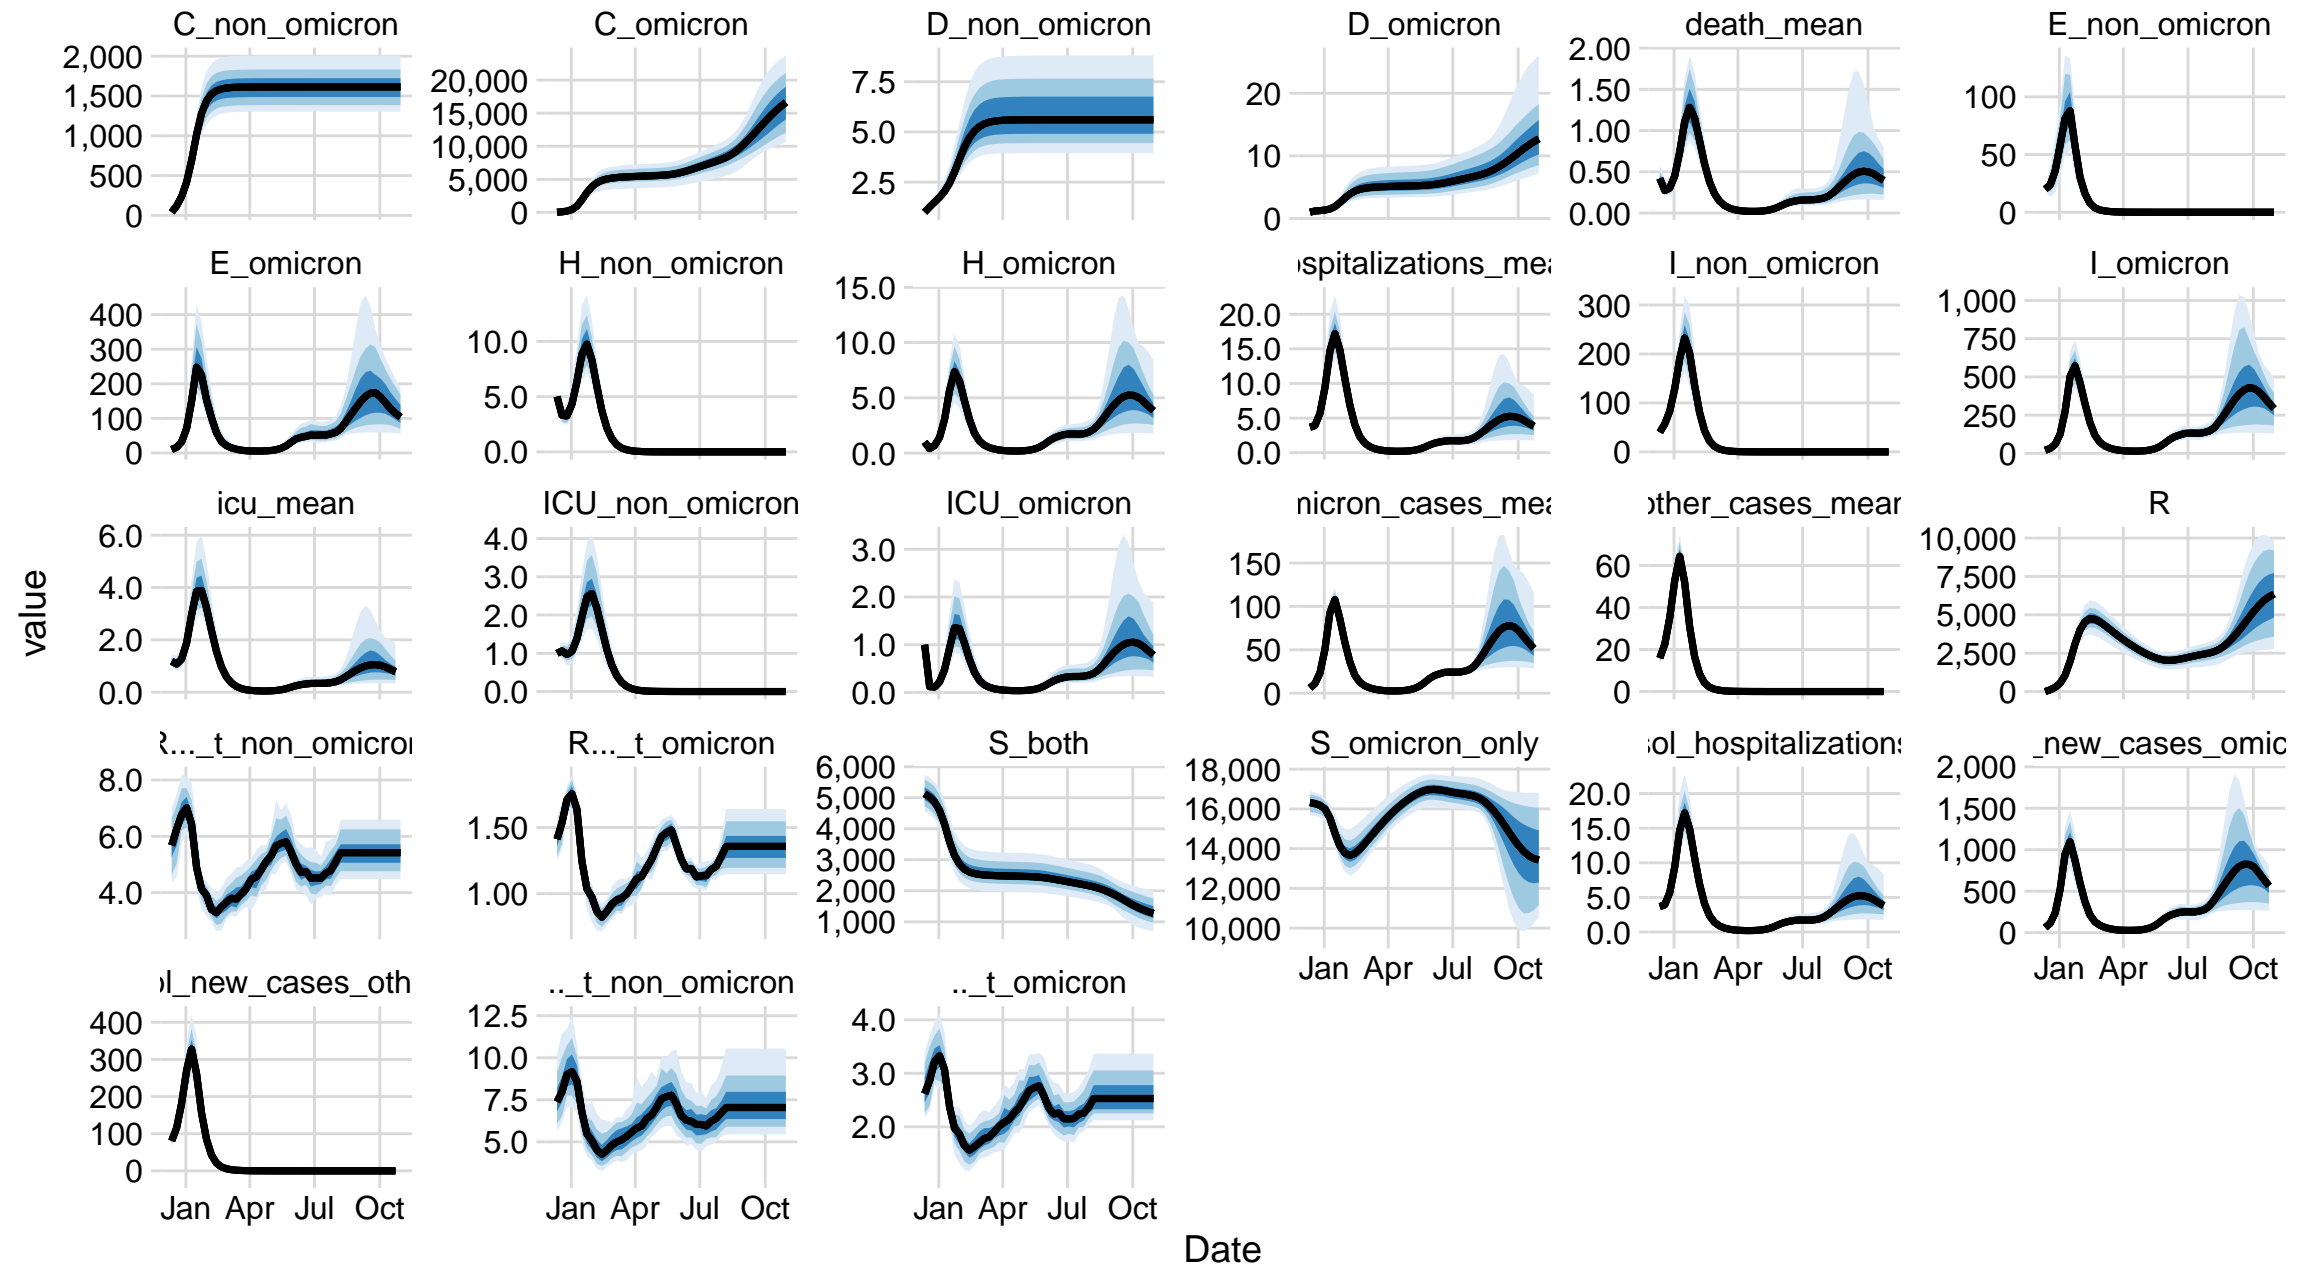 C_non_omicron C_omicron D_non_omicron D_omicron death_mean E_non_omicron
2,000 1,500 1,000 500 0
20,000 15,000 10,000 5,000 0
7.5 5.0 2.5
20 10 0
2.00 1.50 1.00 0.50 0.00
100 50 0
E_omicron H_non_omicron H_omicron ospitalizations_mea I_non_omicron I_omicron
400 300 200 100 0
10.0 5.0 0.0
15.0 10.0 5.0 0.0
20.0 15.0 10.0 5.0 0.0
300 200 100 0
1,000 750 500 250 0
icu_mean ICU_non_omicron ICU_omicron micron_cases_mea other_cases_mean R
6.0 4.0 2.0 0.0
4.0 3.0 2.0 1.0 0.0
3.0 2.0 1.0 0.0
150 100 50 0
60 40 20 0
10,000 7,500 5,000 2,500 0
R..._t_non_omicron R..._t_omicron S_both S_omicron_only sol_hospitalizations _new_cases_omic
8.0 6.0 4.0
1.50 1.00
6,000 5,000 4,000 3,000 2,000 1,000
18,000 16,000 14,000 12,000 10,000
20.0 15.0 10.0 5.0 0.0
2,000 1,500 1,000 500 0
Jan Apr Jul Oct
Jan Apr Jul Oct
Jan Apr Jul Oct
ol_new_cases_oth .._t_non_omicron .._t_omicron
400 300 200 100 0
12.5 10.0 7.5 5.0
4.0 3.0 2.0
Jan Apr Jul Oct
Jan Apr Jul Oct
Jan Apr Jul Oct
value
Date